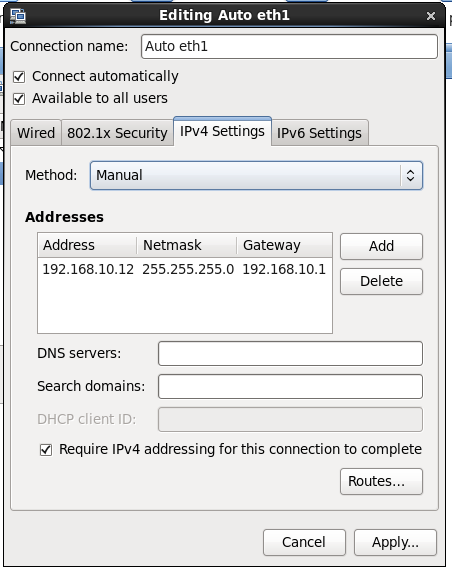 Editing Auto eth1
Connection name: Auto eth1
Connect automatically
Available to all users
Wired 802.1x Security IPv4 Settings IPv6 Settings
Method: Manual
Addresses
Address Netmask Gateway Add
192.168.10.12 255.255.255.0 192.168.10.1
Delete
DNS servers:
Search domains:
DHCP client ID:
Require IPv4 addressing for this connection to complete
Routes...
Cancel Apply...